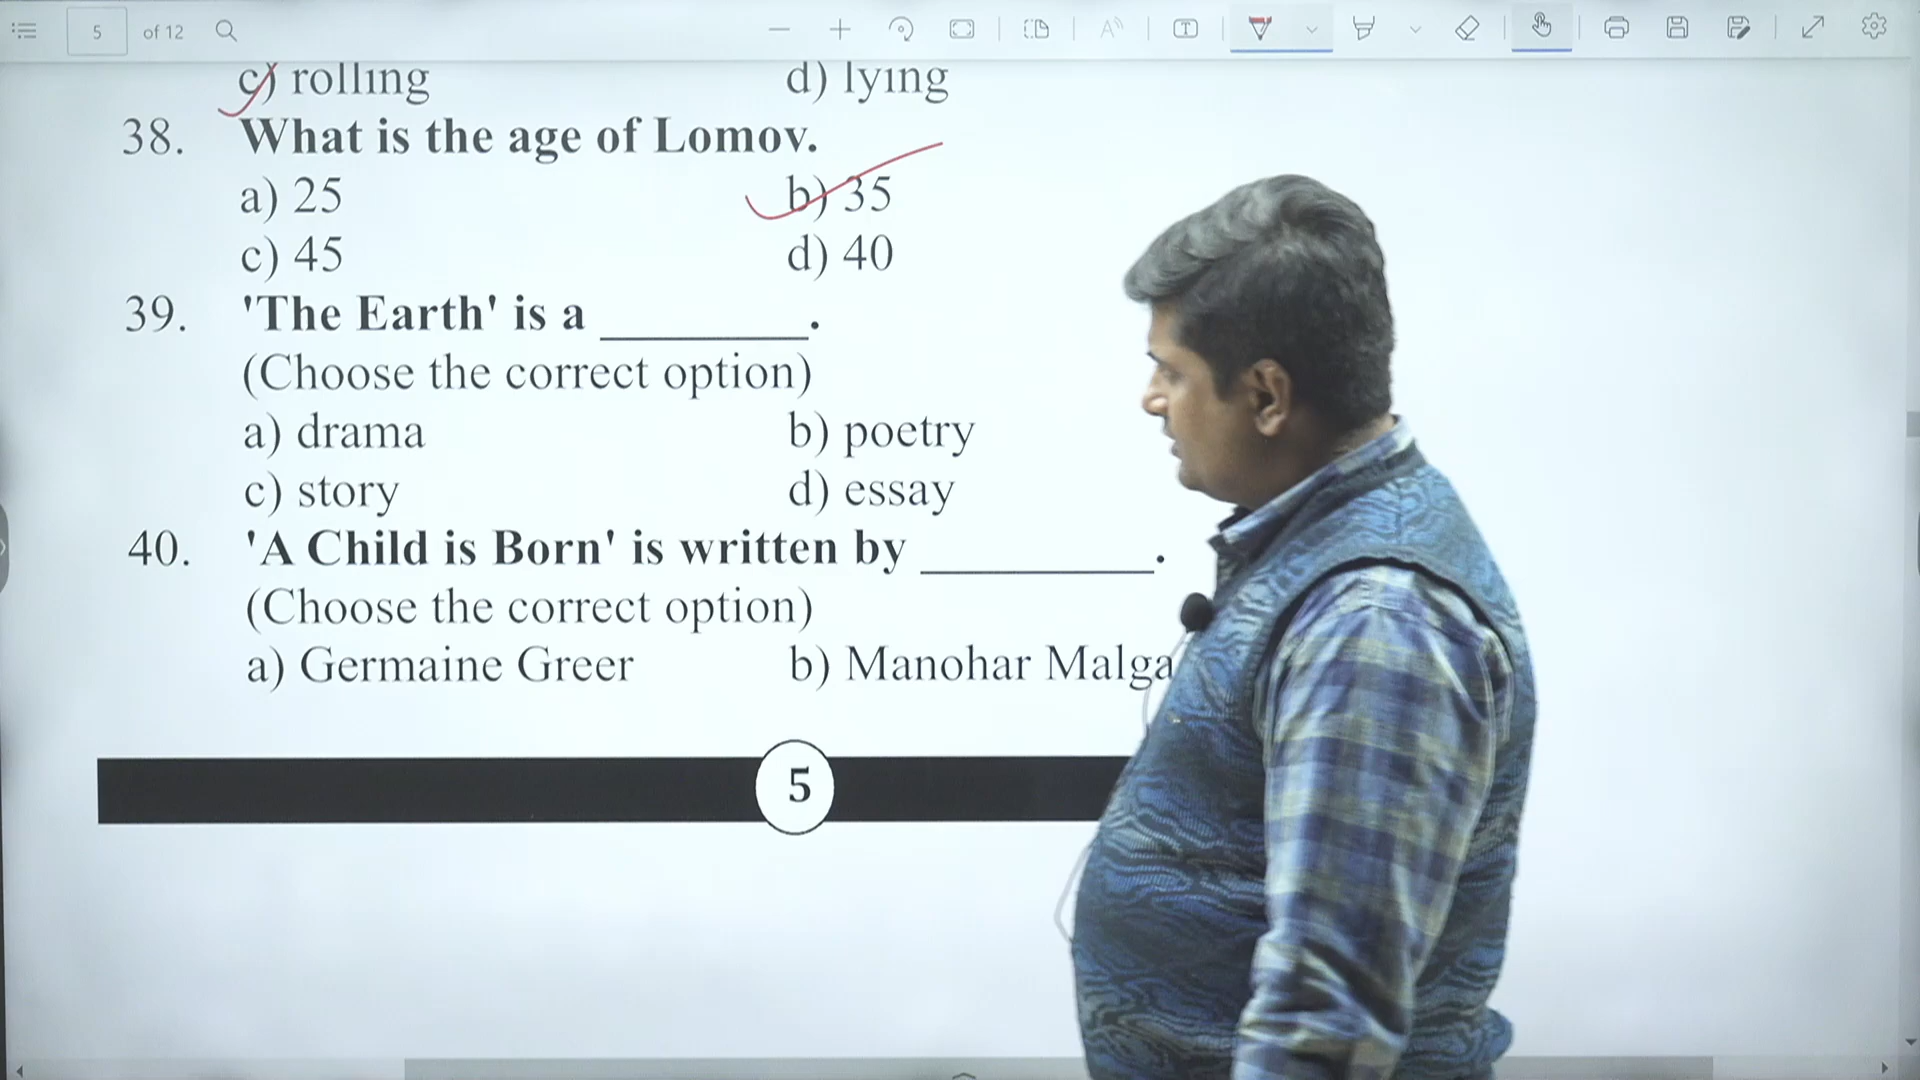 5 of 12
c) rolling d) lying
38. What is the age of Lomov.
a) 25 b) 35
c) 45 d) 40
39. 'The Earth' is a ________.
(Choose the correct option)
a) drama b) poetry
c) story d) essay
40. 'A Child is Born' is written by _________.
(Choose the correct option)
a) Germaine Greer b) Manohar
5